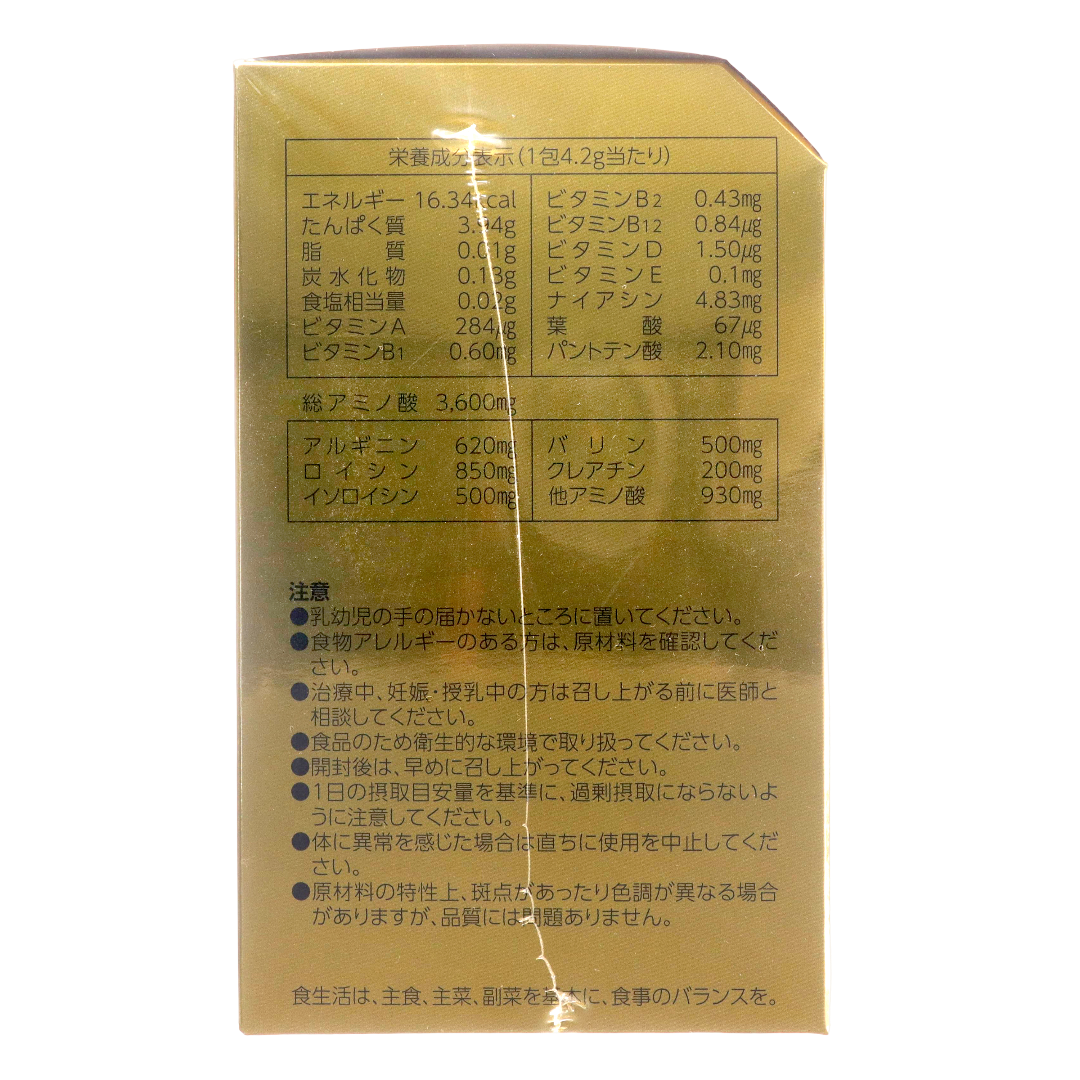 栄養成分表示(1包4.2g当たり)
エネルギー 16.34kcal
たんぱく質 3.94g
脂質 0.01g
炭水化物 0.13g
食塩相当量 0.02g
ビタミンA 284μg
ビタミンB1 0.60mg
ビタミンB2 0.43mg
ビタミンB12 0.84μg
ビタミンD 1.50μg
ビタミンE 0.1mg
ナイアシン 4.83mg
葉酸 67μg
パントテン酸 2.10mg
総アミノ酸 3,600mg
アルギニン 620mg
ロイシン 850mg
イソロイシン 500mg
バリン 500mg
クレアチン 200mg
他アミノ酸 930mg
注意
●乳幼児の手の届かないところに置いてください。
●食物アレルギーのある方は、原材料を確認してくだ
さい。
●治療中、妊娠・授乳中の方は召し上がる前に医師と
相談してください。
●食品のため衛生的な環境で取り扱ってください。
●開封後は、早めに召し上がってください。
●1日の摂取目安量を基準に、過剰摂取にならないよ
うに注意してください。
●体に異常を感じた場合は直ちに使用を中止してくだ
さい。
●原材料の特性上、斑点があったり色調が異なる場合
がありますが、品質には問題ありません。
食生活は、主食、主菜、副菜を基本に、食事のバランスを。